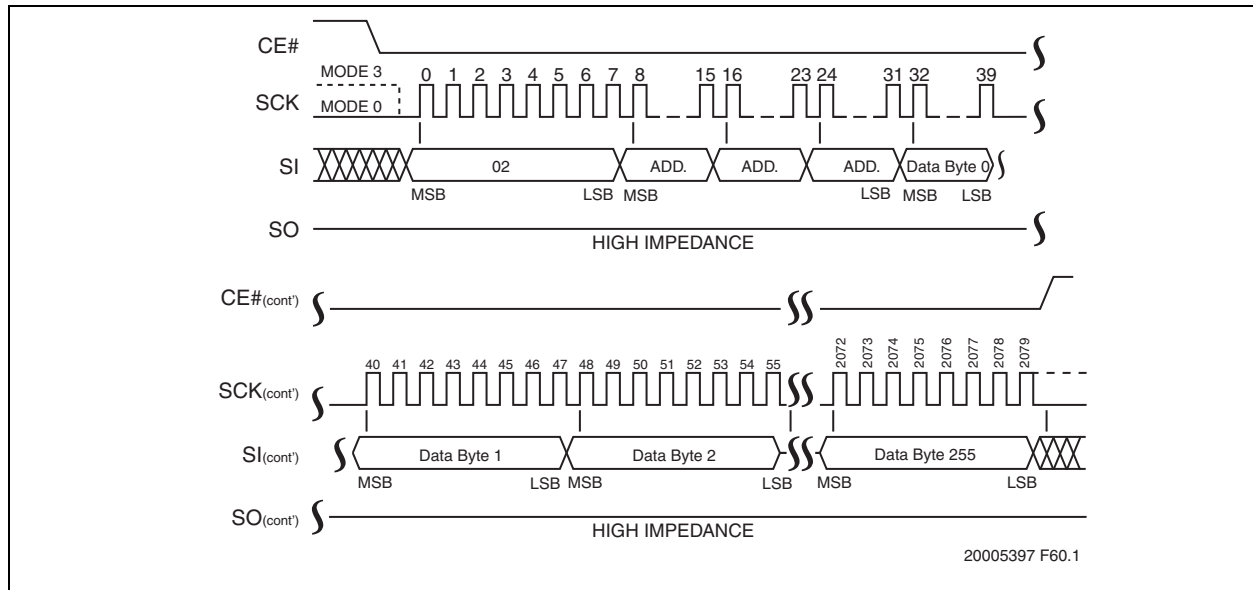 CE#
MODE 3
0 1 2 3 4 5 6 7 8 15 16 23 24 31 32 39
SCK
MODE 0
SI
02
ADD.
ADD.
ADD.
Data Byte 0
MSB
LSB
MSB
LSB
MSB
LSB
SO
HIGH IMPEDANCE
CE#(cont')
40 41 42 43 44 45 46 47 48 49 50 51 52 53 54 55
2072 2073 2074 2075 2076 2077 2078 2079
SCK(cont')
SI(cont')
Data Byte 1
Data Byte 2
Data Byte 255
MSB
LSB
MSB
LSB
MSB
LSB
SO(cont')
HIGH IMPEDANCE
20005397 F60.1